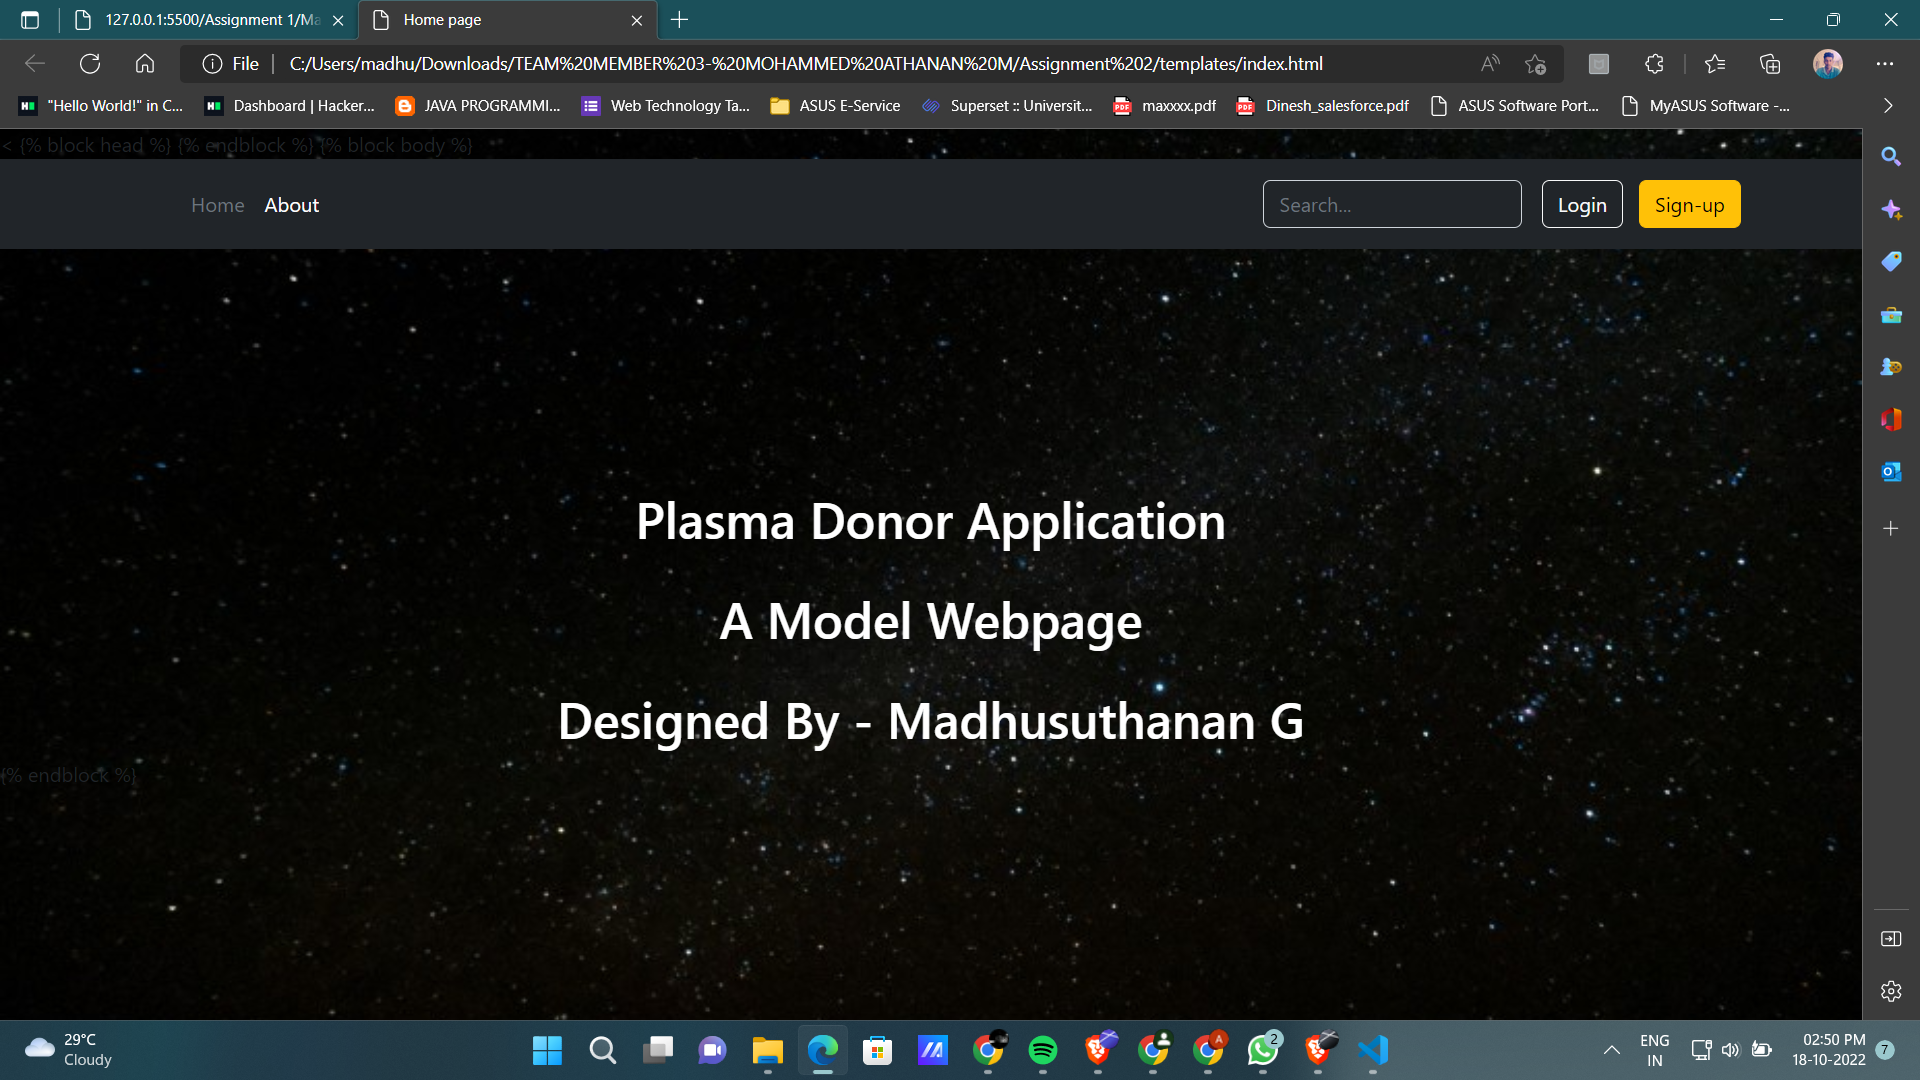 127.0.0.1:5500/Assignment 1/Ma
Home page
File
C:/Users/madhu/Downloads/TEAM%20MEMBER%203-%20MOHAMMED%20ATHANAN%20M/Assignment%202/templates/index.html
"Hello World!" in C...
Dashboard | Hacker...
JAVA PROGRAMMI...
Web Technology Ta...
ASUS E-Service
Superset :: Universit...
maxxxx.pdf
Dinesh_salesforce.pdf
ASUS Software Port...
MyASUS Software -...
< {% block head %} {% endblock %} {% block body %}
Home
About
Search...
Login
Sign-up
Plasma Donor Application
A Model Webpage
Designed By - Madhusuthanan G
{% endblock %}
29°C
Cloudy
A
2
ENG
IN
02:50 PM
18-10-2022
7